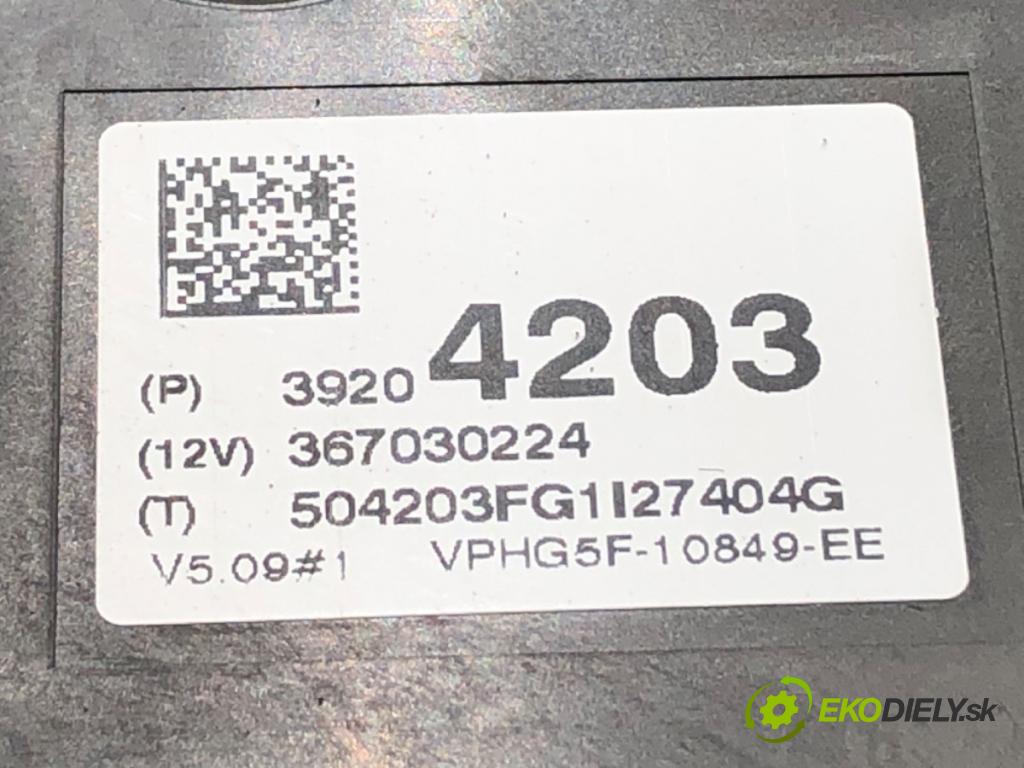 (P) 3920 4203
(12V) 367030224
(T) 504203FG1I27404G
V5.09#1 VPHG5F-10849-EE
EKODIELY.sk